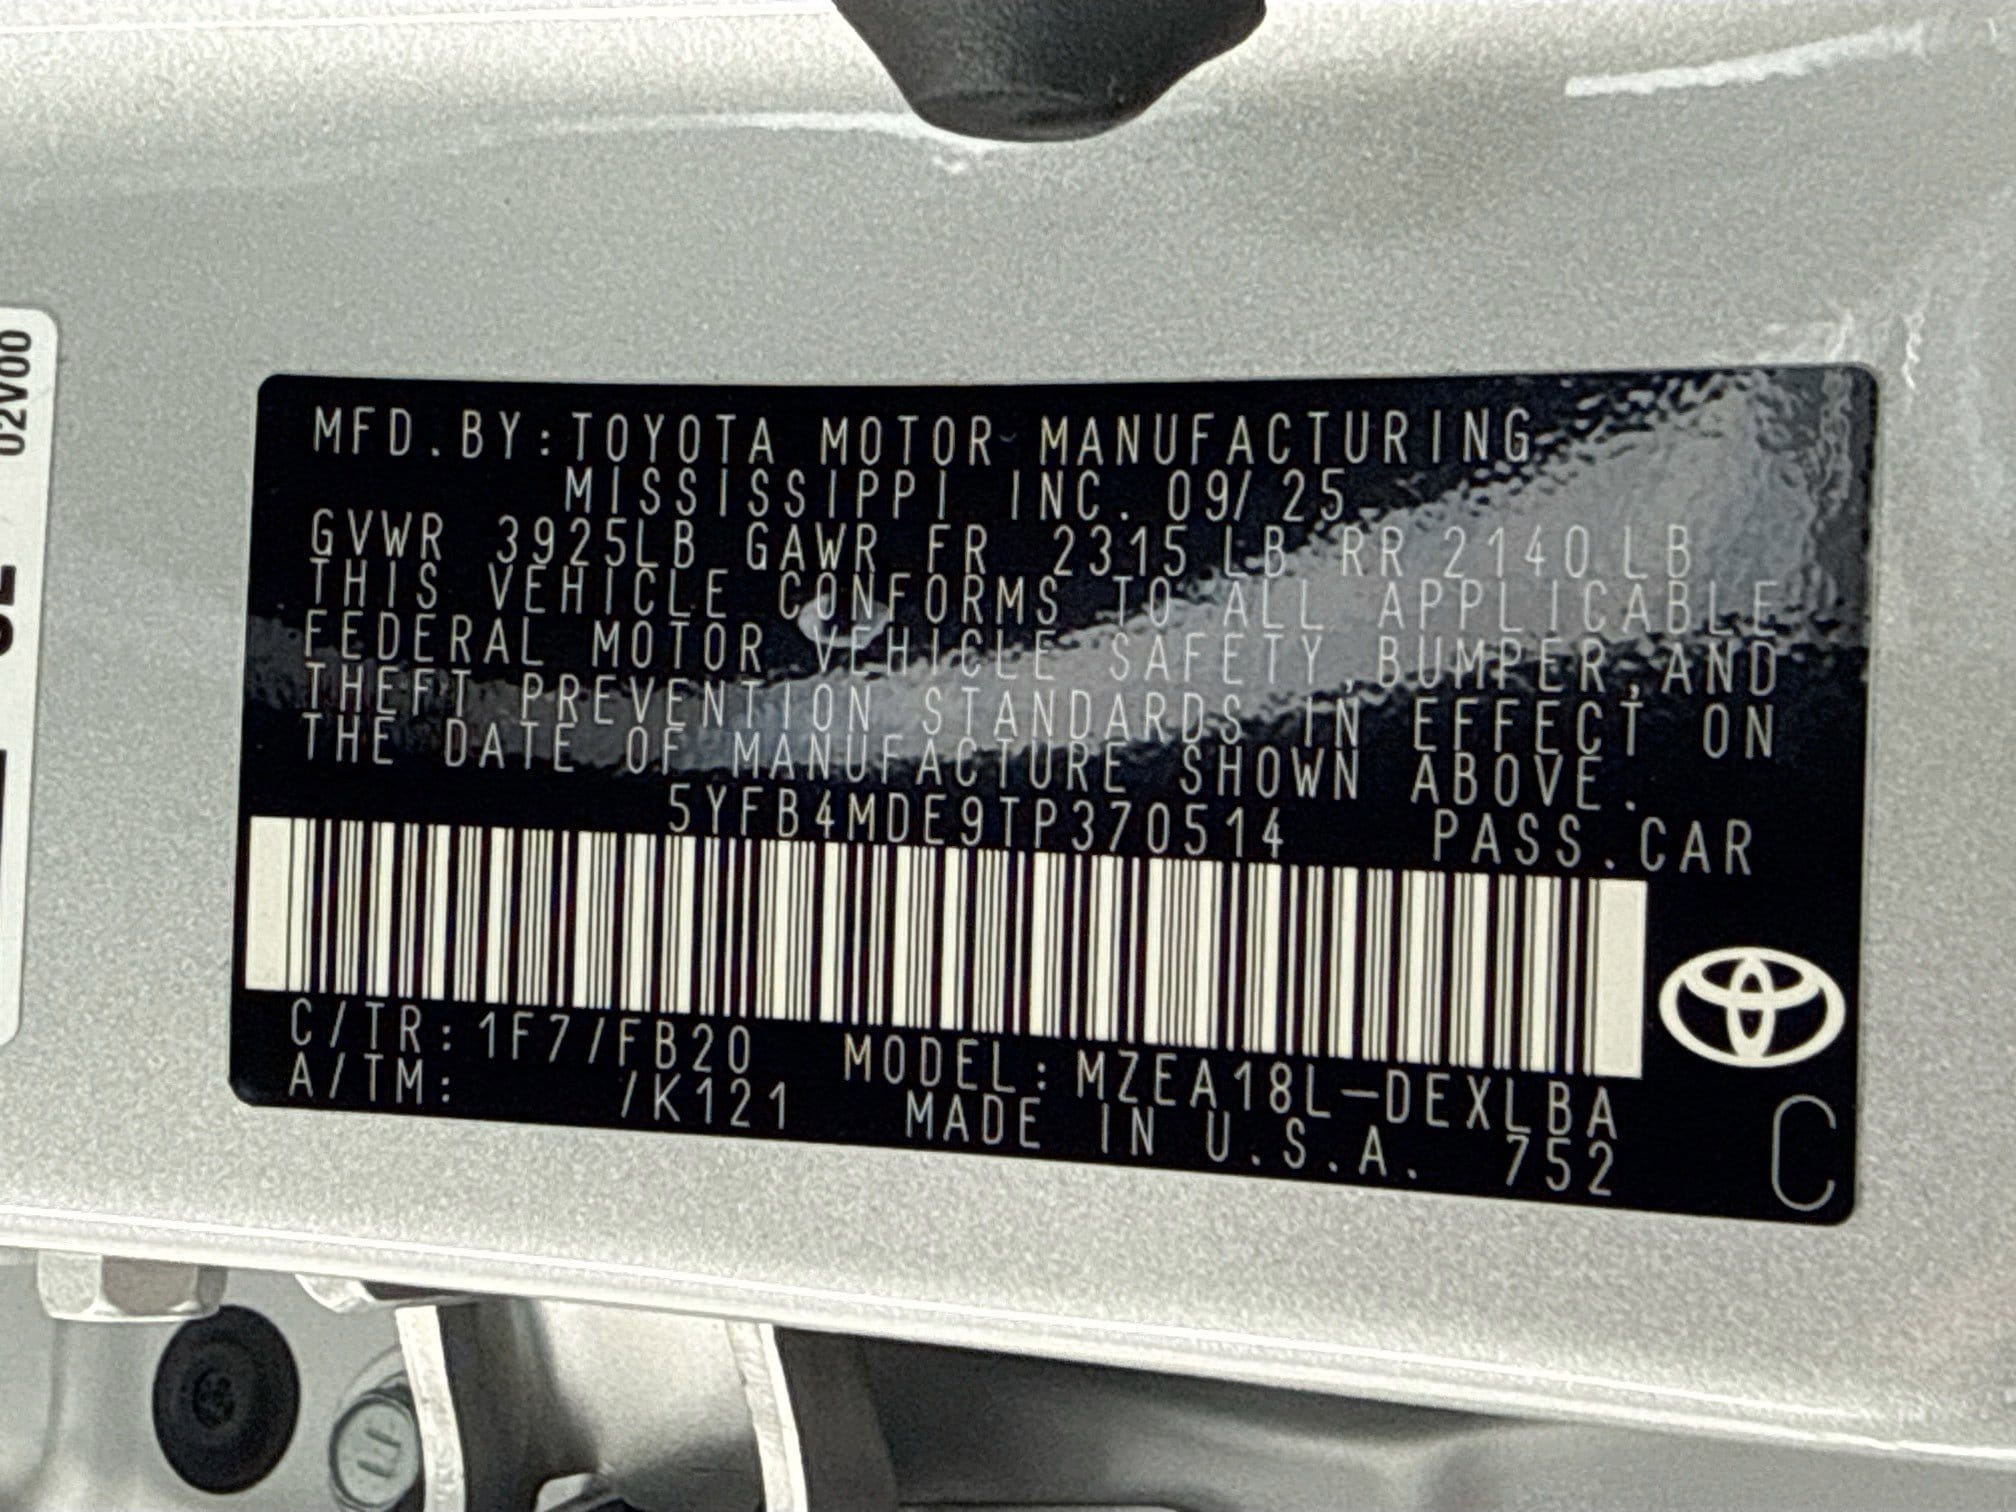 02V00
MFD.BY:TOYOTA MOTOR MANUFACTURING
MISSISSIPPI INC. 09/25
GVWR 3925LB GAWR FR 2315LB RR 2140LB
THIS VEHICLE CONFORMS TO ALL APPLICABLE
FEDERAL MOTOR VEHICLE SAFETY,BUMPER,AND
THEFT PREVENTION STANDARDS IN EFFECT ON
THE DATE OF MANUFACTURE SHOWN ABOVE.
5YFB4MDE9TP370514 PASS.CAR
C/TR:1F7/FB20 MODEL:MZEA18L-DEXLBA
A/TM: /K121 MADE IN U.S.A. 752
C